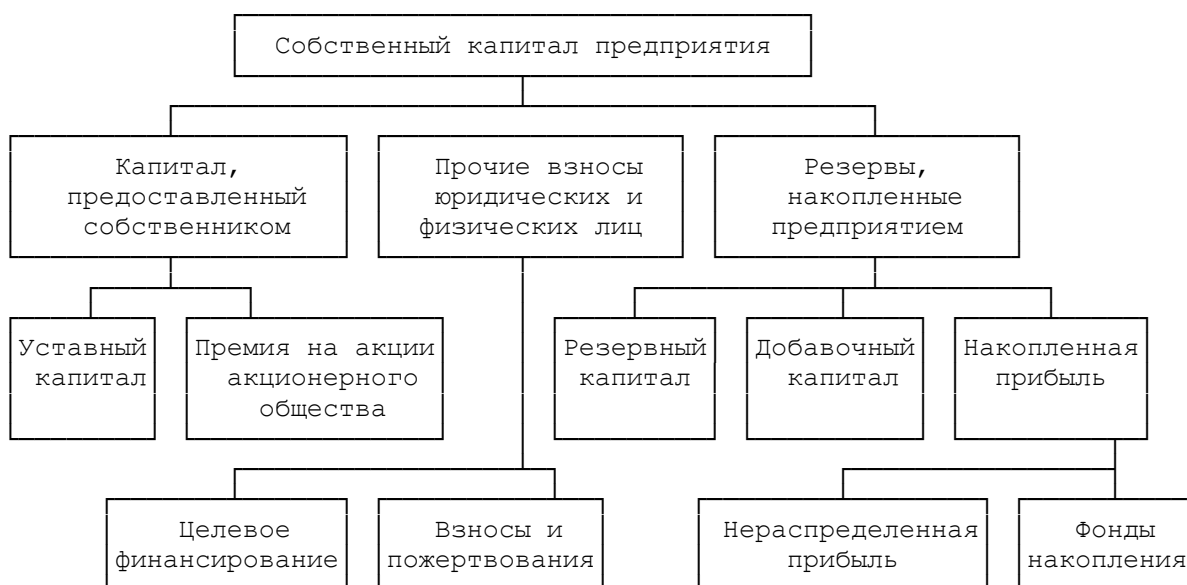 Собственный капитал предприятия
Капитал,
предоставленный
собственником
Прочие взносы
юридических и
физических лиц
Резервы,
накопленные
предприятием
Уставный
капитал
Премия на акции
акционерного
общества
Резервный
капитал
Добавочный
капитал
Накопленная
прибыль
Целевое
финансирование
Взносы и
пожертвования
Нераспределенная
прибыль
Фонды
накопления